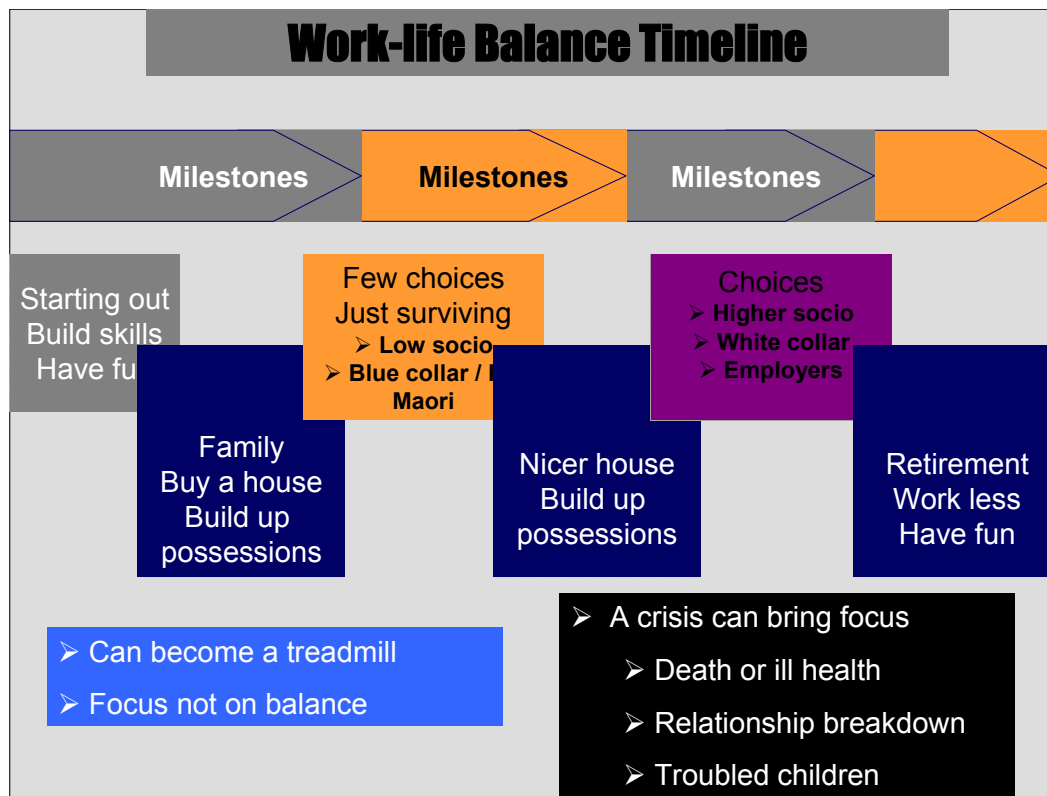 Work-life Balance Timeline
Milestones
Milestones
Milestones
Starting out
Build skills
Have
Family
Buy a house
Build up
possessions
Few choices
Just surviving
➢ Low socio
➢ Blue collar /
Maori
Nicer house
Build up
possessions
Choices
➢ Higher socio
➢ White collar
➢ Employers
Retirement
Work less
Have fun
➢ Can become a treadmill
➢ Focus not on balance
➢ A crisis can bring focus
➢ Death or ill health
➢ Relationship breakdown
➢ Troubled children